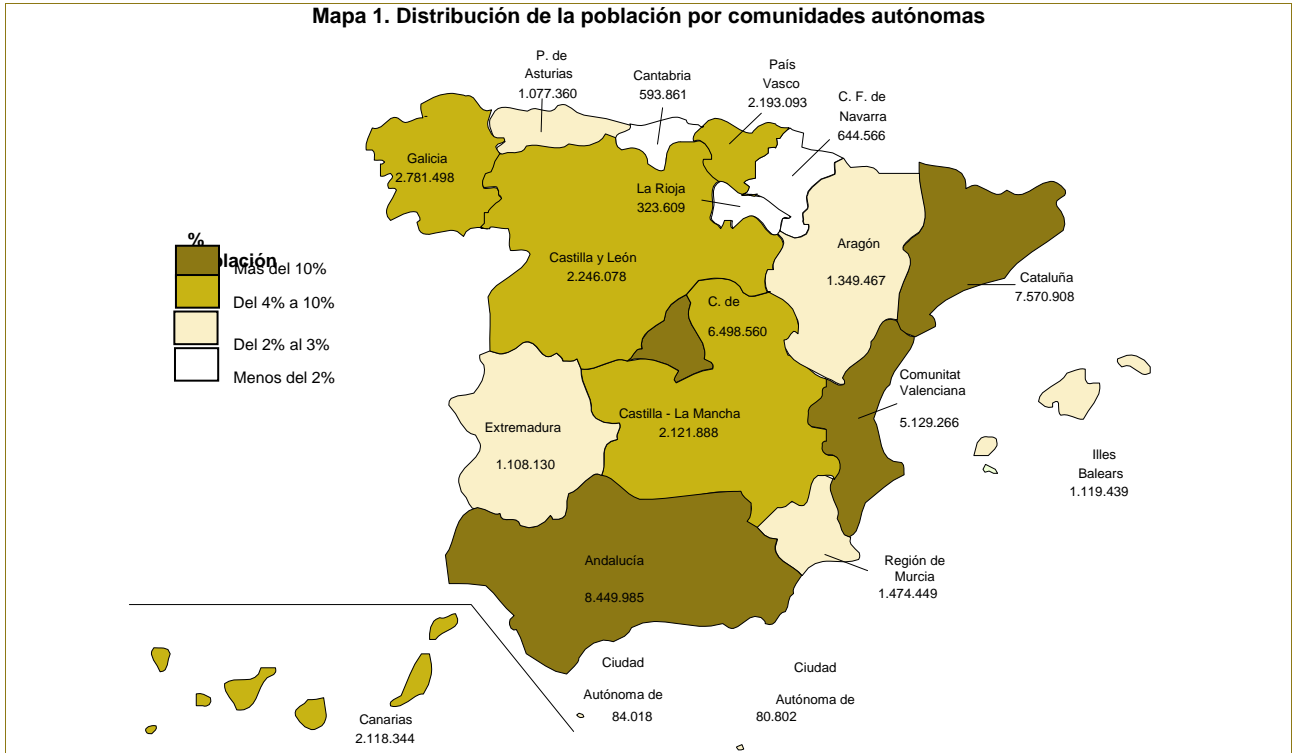 Mapa 1. Distribución de la población por comunidades autónomas
P. de
Asturias
1.077.360
Cantabria
593.861
País
Vasco
2.193.093
C. F. de
Navarra
644.566
Galicia
2.781.498
La Rioja
323.609
%
Más del 10%
Del 4% a 10%
Del 2% al 3%
Menos del 2%
Castilla y León
2.246.078
Aragón
1.349.467
Cataluña
7.570.908
C. de
6.498.560
Comunitat
Valenciana
5.129.266
Castilla - La Mancha
2.121.888
Extremadura
1.108.130
Illes
Balears
1.119.439
Andalucía
8.449.985
Región de
Murcia
1.474.449
Ciudad
Autónoma de
84.018
Ciudad
Autónoma de
80.802
Canarias
2.118.344